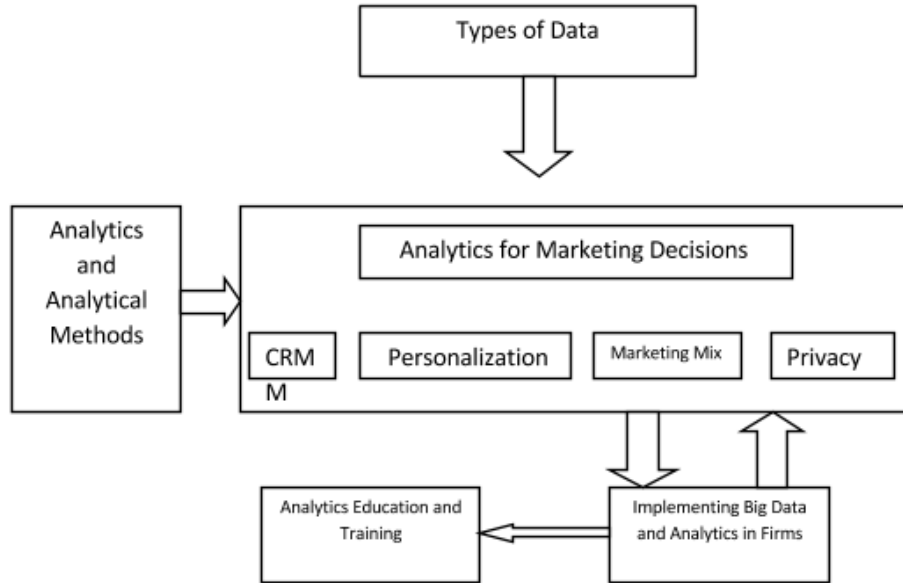 Types of Data
Analytics
and
Analytical
Methods
Analytics for Marketing Decisions
CRM
M
Personalization
Marketing Mix
Privacy
Analytics Education and
Training
Implementing Big Data
and Analytics in Firms